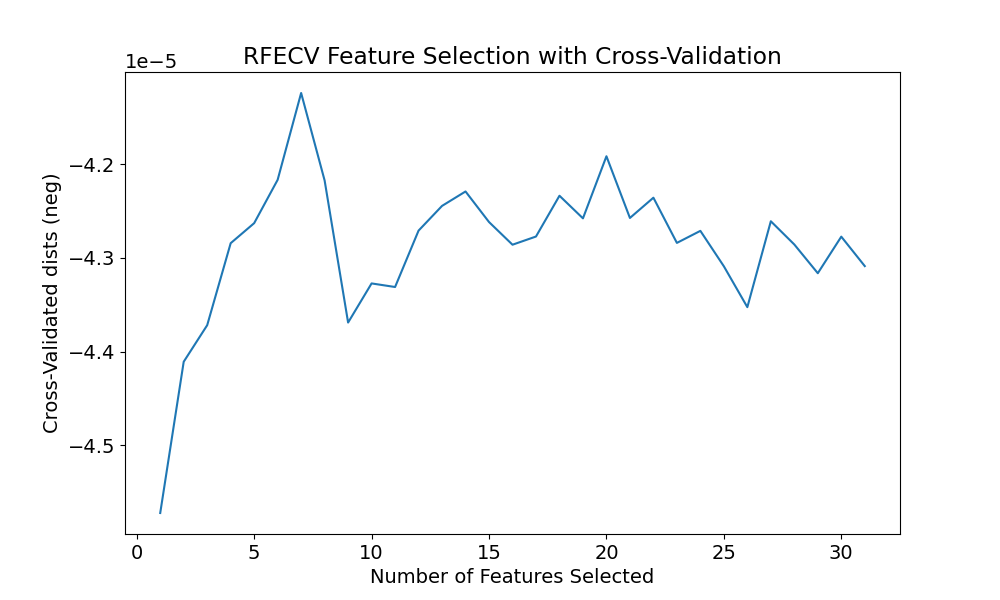 RFECV Feature Selection with Cross-Validation
1e−5
−4.2
−4.3
−4.4
−4.5
Cross-Validated dists (neg)
0 5 10 15 20 25 30
Number of Features Selected